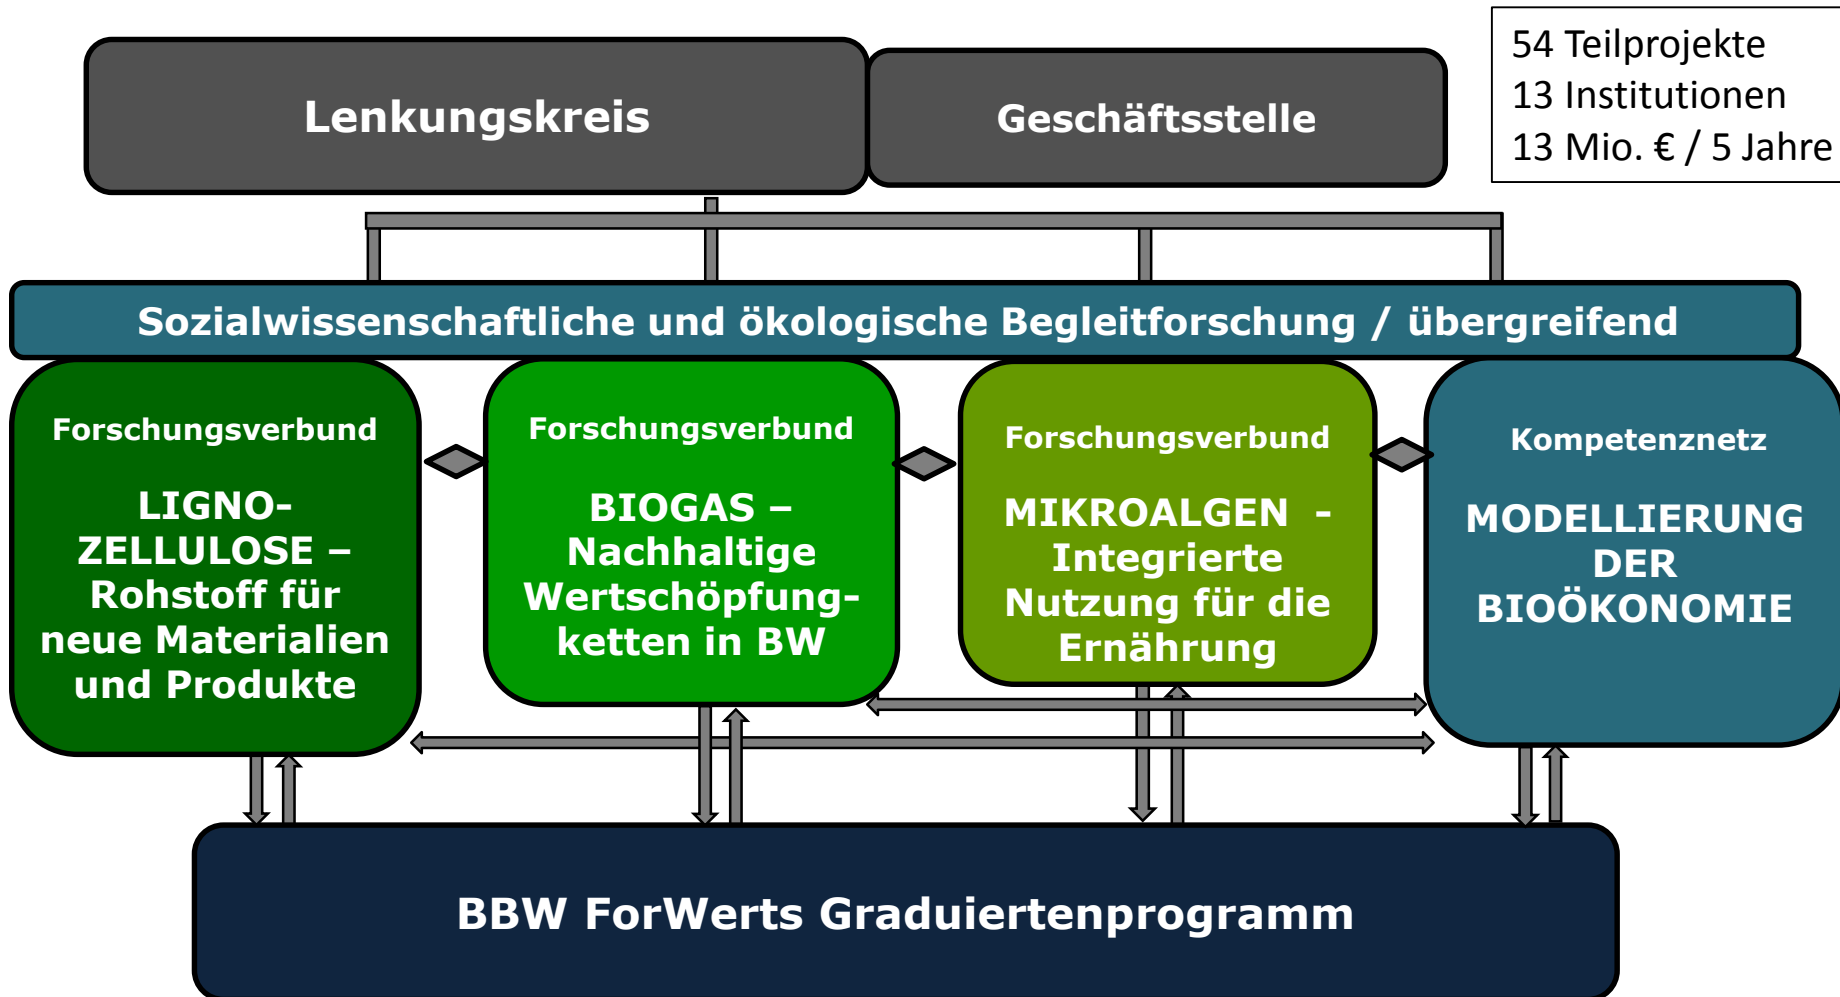 Lenkungskreis
Geschäftsstelle
54 Teilprojekte
13 Institutionen
13 Mio. € / 5 Jahre
Sozialwissenschaftliche und ökologische Begleitforschung / übergreifend
Forschungsverbund
LIGNO-
ZELLULOSE –
Rohstoff für
neue Materialien
und Produkte
Forschungsverbund
BIOGAS –
Nachhaltige
Wertschöpfung-
ketten in BW
Forschungsverbund
MIKROALGEN -
Integrierte
Nutzung für die
Ernährung
Kompetenznetz
MODELLIERUNG
DER
BIOÖKONOMIE
BBW ForWerts Graduiertenprogramm